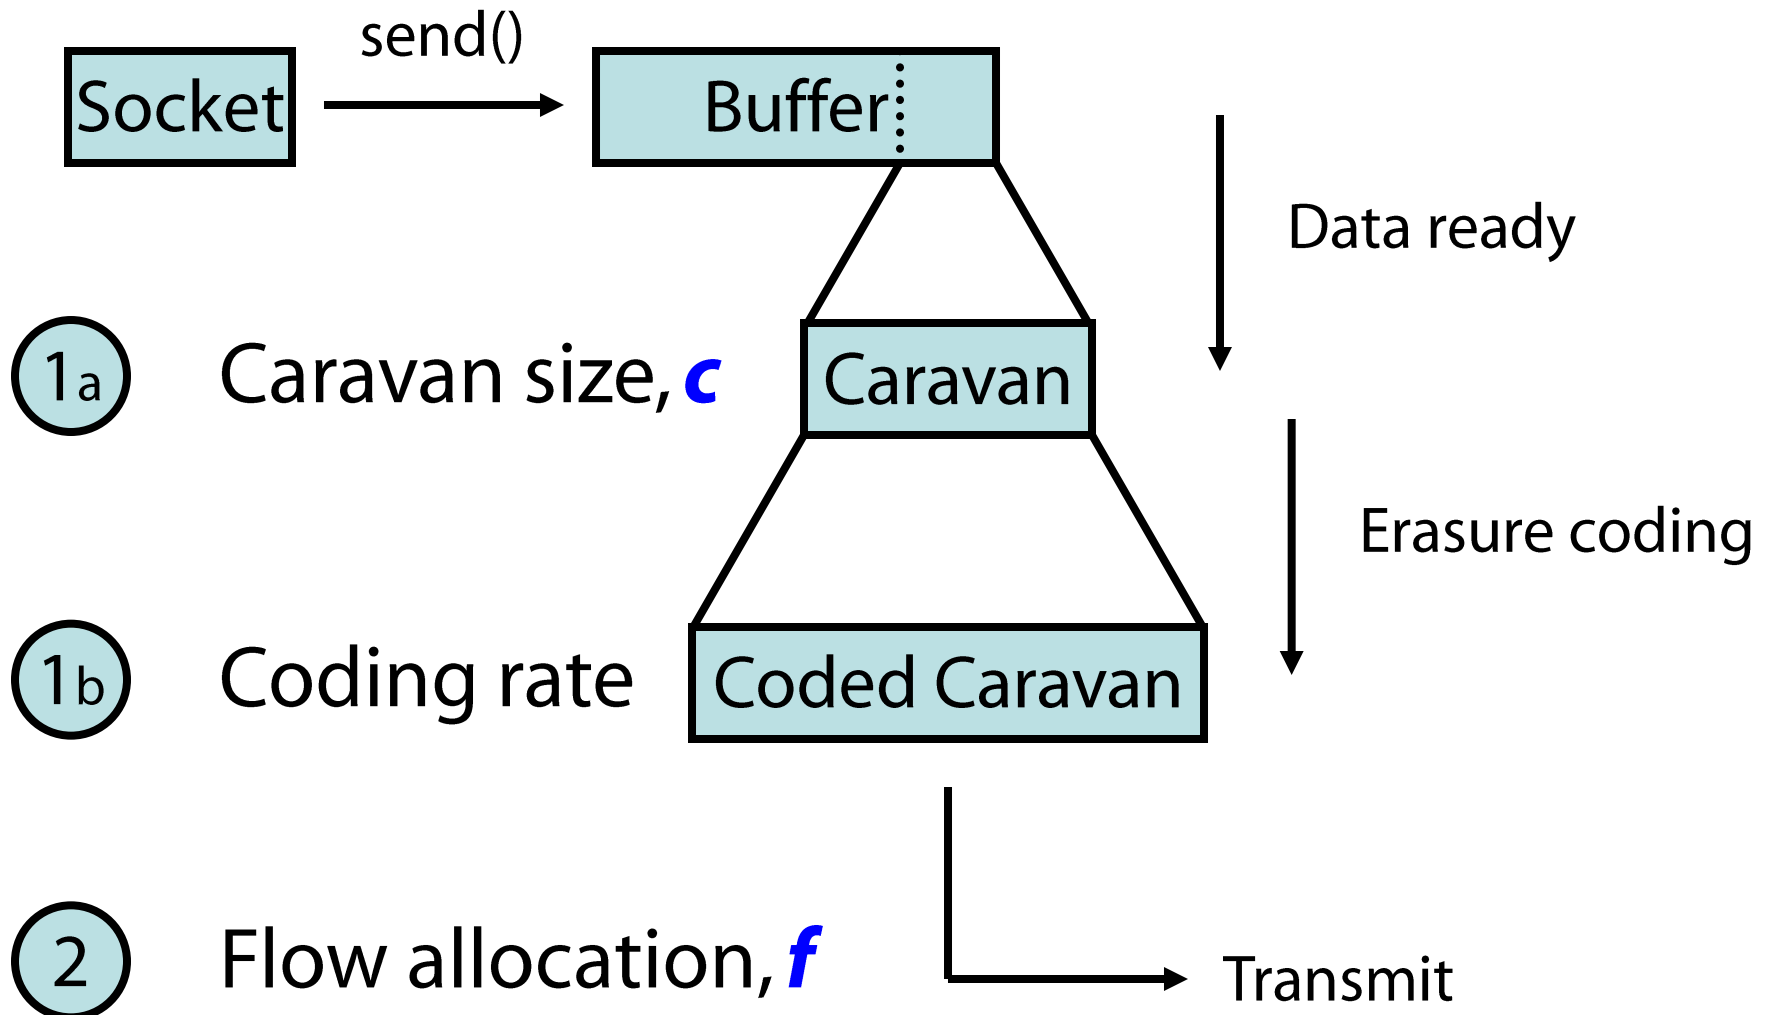 send()
Socket
Buffer
Data ready
1a
Caravan size, c
Caravan
Erasure coding
1b
Coding rate
Coded Caravan
2
Flow allocation, f
Transmit